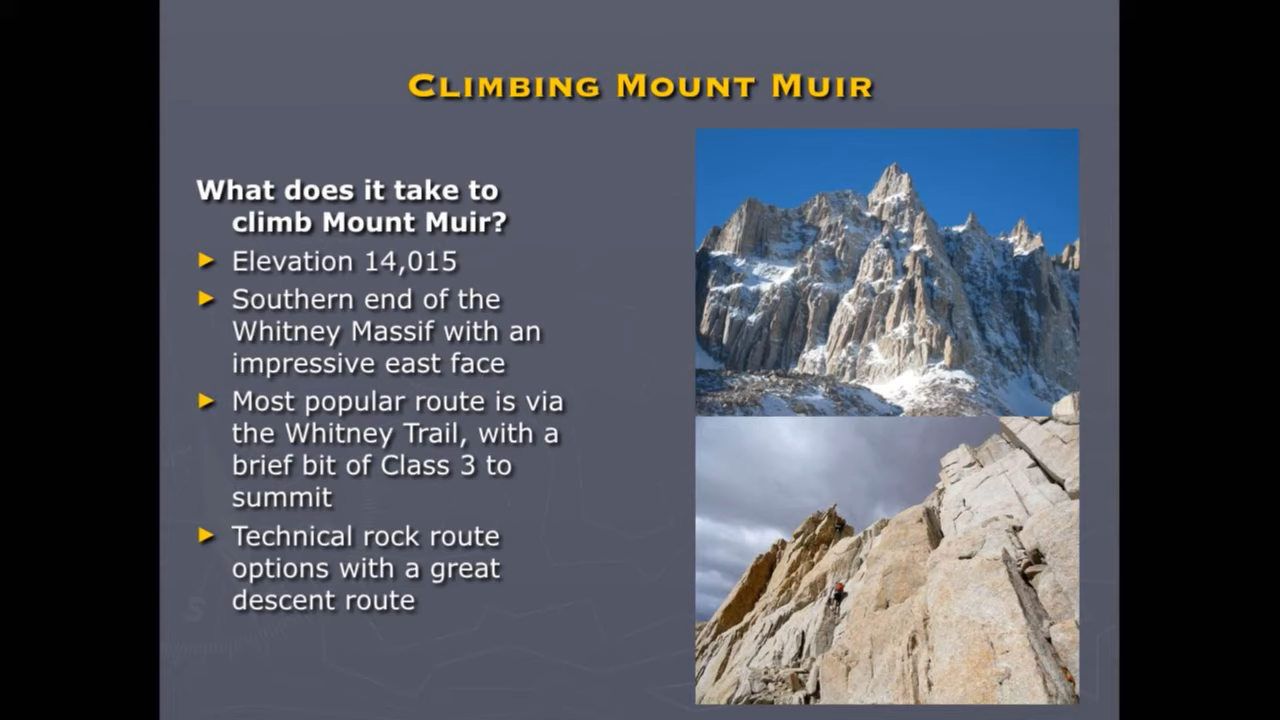 CLIMBING MOUNT MUIR
What does it take to
climb Mount Muir?
► Elevation 14,015
► Southern end of the
Whitney Massif with an
impressive east face
► Most popular route is via
the Whitney Trail, with a
brief bit of Class 3 to
summit
► Technical rock route
options with a great
descent route
S